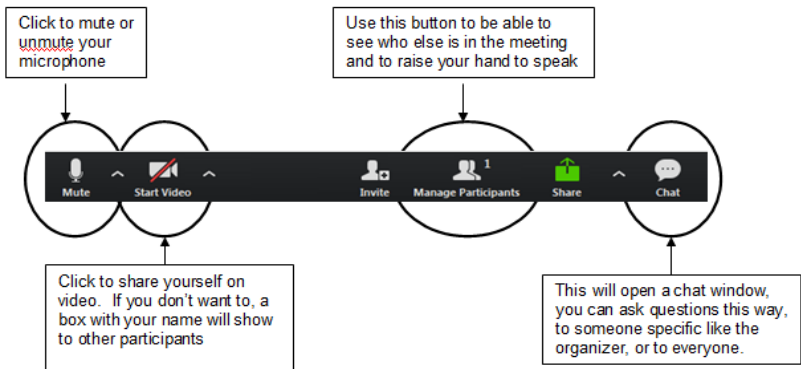 Click to mute or
unmute your
microphone
Use this button to be able to
see who else is in the meeting
and to raise your hand to speak
1
Mute
Start Video
Invite
Manage Participants
Share
Chat
Click to share yourself on
video.  If you don't want to, a
box with your name will show
to other participants
This will open a chat window,
you can ask questions this way,
to someone specific like the
organizer, or to everyone.